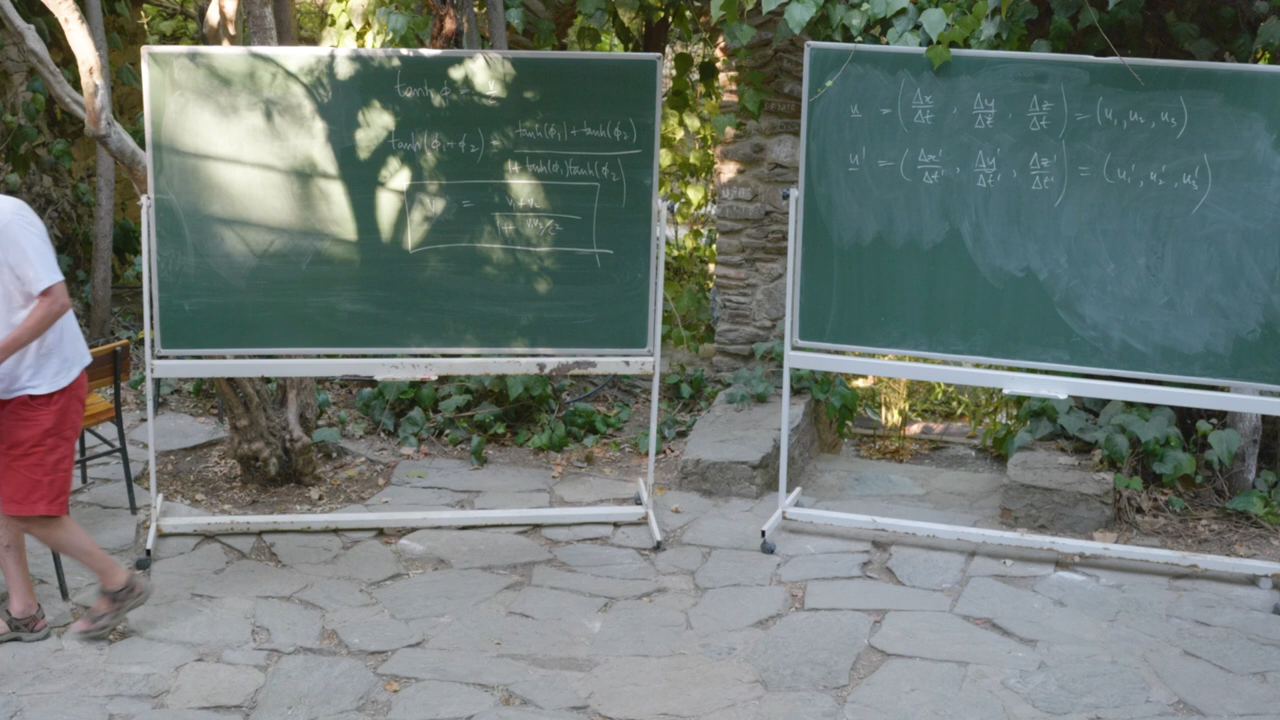 tanh ϕ = v
tanh(ϕ₁+ϕ₂) = tanh(ϕ₁)+tanh(ϕ₂) / 1+tanh(ϕ₁)tanh(ϕ₂)
v = v₁+v₂ / 1+ v₁v₂/c²
u = (Δx/Δt, Δy/Δt, Δz/Δt) = (u₁, u₂, u₃)
u' = (Δx'/Δt', Δy'/Δt', Δz'/Δt') = (u₁', u₂', u₃')